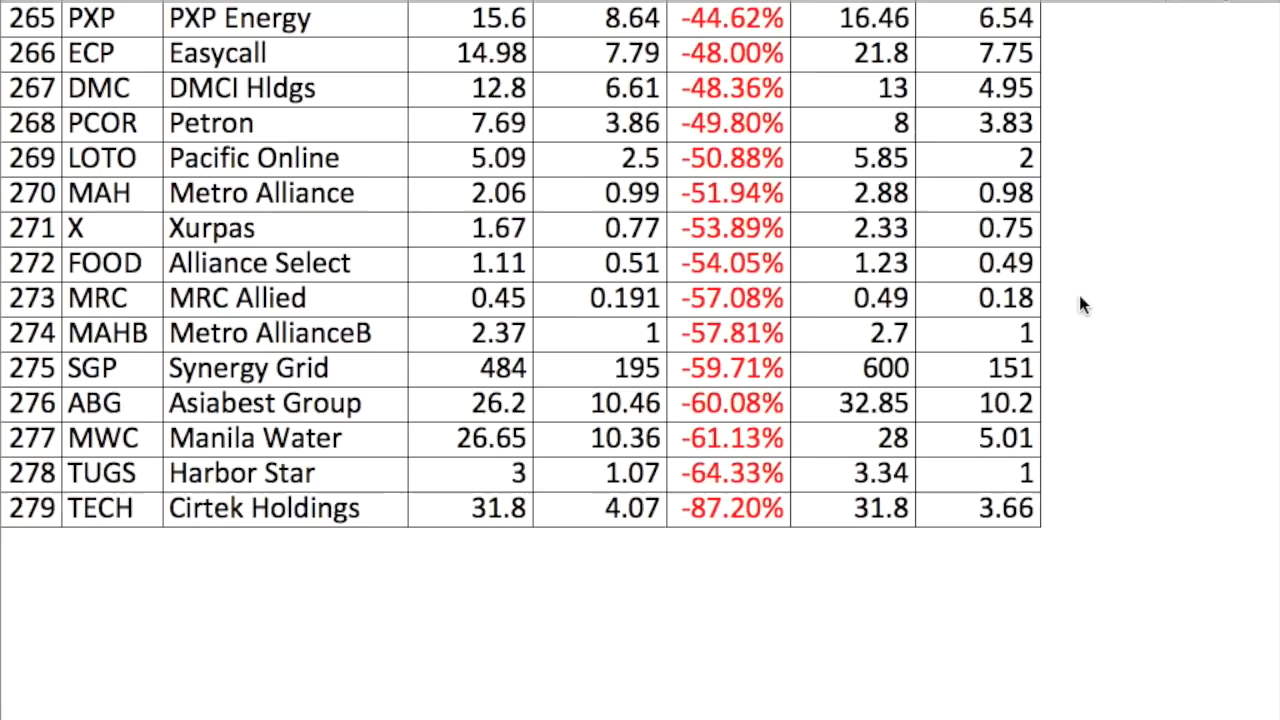 265 PXP PXP Energy 15.6 8.64 -44.62% 16.46 6.54
266 ECP Easycall 14.98 7.79 -48.00% 21.8 7.75
267 DMC DMCI Hldgs 12.8 6.61 -48.36% 13 4.95
268 PCOR Petron 7.69 3.86 -49.80% 8 3.83
269 LOTO Pacific Online 5.09 2.5 -50.88% 5.85 2
270 MAH Metro Alliance 2.06 0.99 -51.94% 2.88 0.98
271 X Xurpas 1.67 0.77 -53.89% 2.33 0.75
272 FOOD Alliance Select 1.11 0.51 -54.05% 1.23 0.49
273 MRC MRC Allied 0.45 0.191 -57.08% 0.49 0.18
274 MAHB Metro AllianceB 2.37 1 -57.81% 2.7 1
275 SGP Synergy Grid 484 195 -59.71% 600 151
276 ABG Asiabest Group 26.2 10.46 -60.08% 32.85 10.2
277 MWC Manila Water 26.65 10.36 -61.13% 28 5.01
278 TUGS Harbor Star 3 1.07 -64.33% 3.34 1
279 TECH Cirtek Holdings 31.8 4.07 -87.20% 31.8 3.66